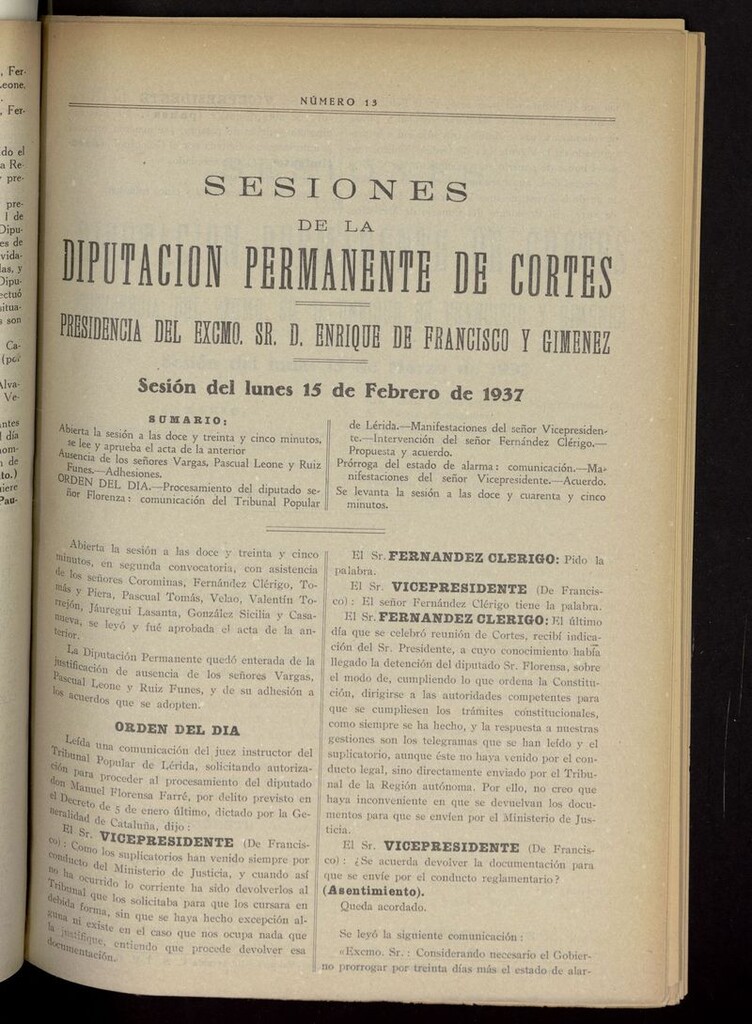 NÚMERO 13
SESIONES
DE LA
DIPUTACION PERMANENTE DE CORTES
PRESIDENCIA DEL EXCMO. SR. D. ENRIQUE DE FRANCISCO Y GIMENEZ
Sesión del lunes 15 de Febrero de 1937
SUMARIO:
Abierta la sesión a las doce y treinta y cinco minutos,
se lee y aprueba el acta de la anterior
Ausencia de los señores Vargas, Pascual Leone y Ruiz
Funes.—Adhesiones.
ORDEN DEL DIA.—Procesamiento del diputado se-
ñor Florenza: comunicación del Tribunal Popular
de Lérida.—Manifestaciones del señor Vicepresiden-
te.—Intervención del señor Fernández Clérigo.—
Propuesta y acuerdo.
Prórroga del estado de alarma: comunicación.—Ma-
nifestaciones del señor Vicepresidente.—Acuerdo.
Se levanta la sesión a las doce y cuarenta y cinco
minutos.
Abierta la sesión a las doce y treinta y cinco
minutos, en segunda convocatoria, con asistencia
de los señores Corominas, Fernández Clérigo, To-
más y Piera, Pascual Tomás, Velao, Valentín To-
rrejón, Jáuregui Lasanta, González Sicilia y Casa-
nueva, se leyó y fué aprobada el acta de la an-
terior.
La Diputación Permanente quedó enterada de la
justificación de ausencia de los señores Vargas,
Pascual Leone y Ruiz Funes, y de su adhesión a
los acuerdos que se adopten.
ORDEN DEL DIA
Leída una comunicación del juez instructor del
Tribunal Popular de Lérida, solicitando autoriza-
ción para proceder al procesamiento del diputado
don Manuel Florensa Farré, por delito previsto en
el Decreto de 5 de enero último, dictado por la Ge-
neralidad de Cataluña, dijo:
El Sr. VICEPRESIDENTE (De Francis-
co): Como los suplicatorios han venido siempre por
conducto del Ministerio de Justicia, y cuando así
no ha ocurrido lo corriente ha sido devolverlos al
Tribunal que los solicitaba para que los cursara en
debida forma, sin que se haya hecho excepción al-
guna ni existe en el caso que nos ocupa nada que
la justifique, entiendo que procede devolver esa
documentación.
El Sr. FERNANDEZ CLERIGO: Pido la
palabra.
El Sr. VICEPRESIDENTE (De Francis-
co): El señor Fernández Clérigo tiene la palabra.
El Sr. FERNANDEZ CLERIGO: El último
día que se celebró reunión de Cortes, recibí indica-
ción del Sr. Presidente, a cuyo conocimiento había
llegado la detención del diputado Sr. Florensa, sobre
el modo de, cumpliendo lo que ordena la Constitu-
ción, dirigirse a las autoridades competentes para
que se cumpliesen los trámites constitucionales,
como siempre se ha hecho, y la respuesta a nuestras
gestiones son los telegramas que se han leído y el
suplicatorio, aunque éste no haya venido por el con-
ducto legal, sino directamente enviado por el Tribu-
nal de la Región autónoma. Por ello, no creo que
haya inconveniente en que se devuelvan los docu-
mentos para que se envíen por el Ministerio de Jus-
ticia.
El Sr. VICEPRESIDENTE (De Francis-
co): ¿Se acuerda devolver la documentación para
que se envíe por el conducto reglamentario?
(Asentimiento).
Queda acordado.
Se leyó la siguiente comunicación:
«Excmo. Sr.: Considerando necesario el Gobier-
no prorrogar por treinta días más el estado de alar-